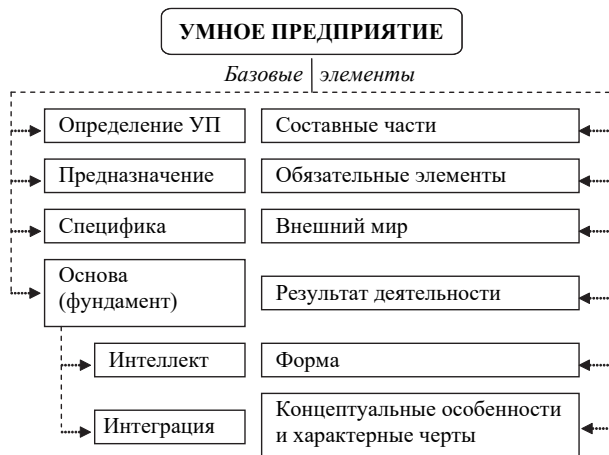 УМНОЕ ПРЕДПРИЯТИЕ
Базовые элементы
Определение УП
Составные части
Предназначение
Обязательные элементы
Специфика
Внешний мир
Основа
(фундамент)
Результат деятельности
Интеллект
Форма
Интеграция
Концептуальные особенности
и характерные черты